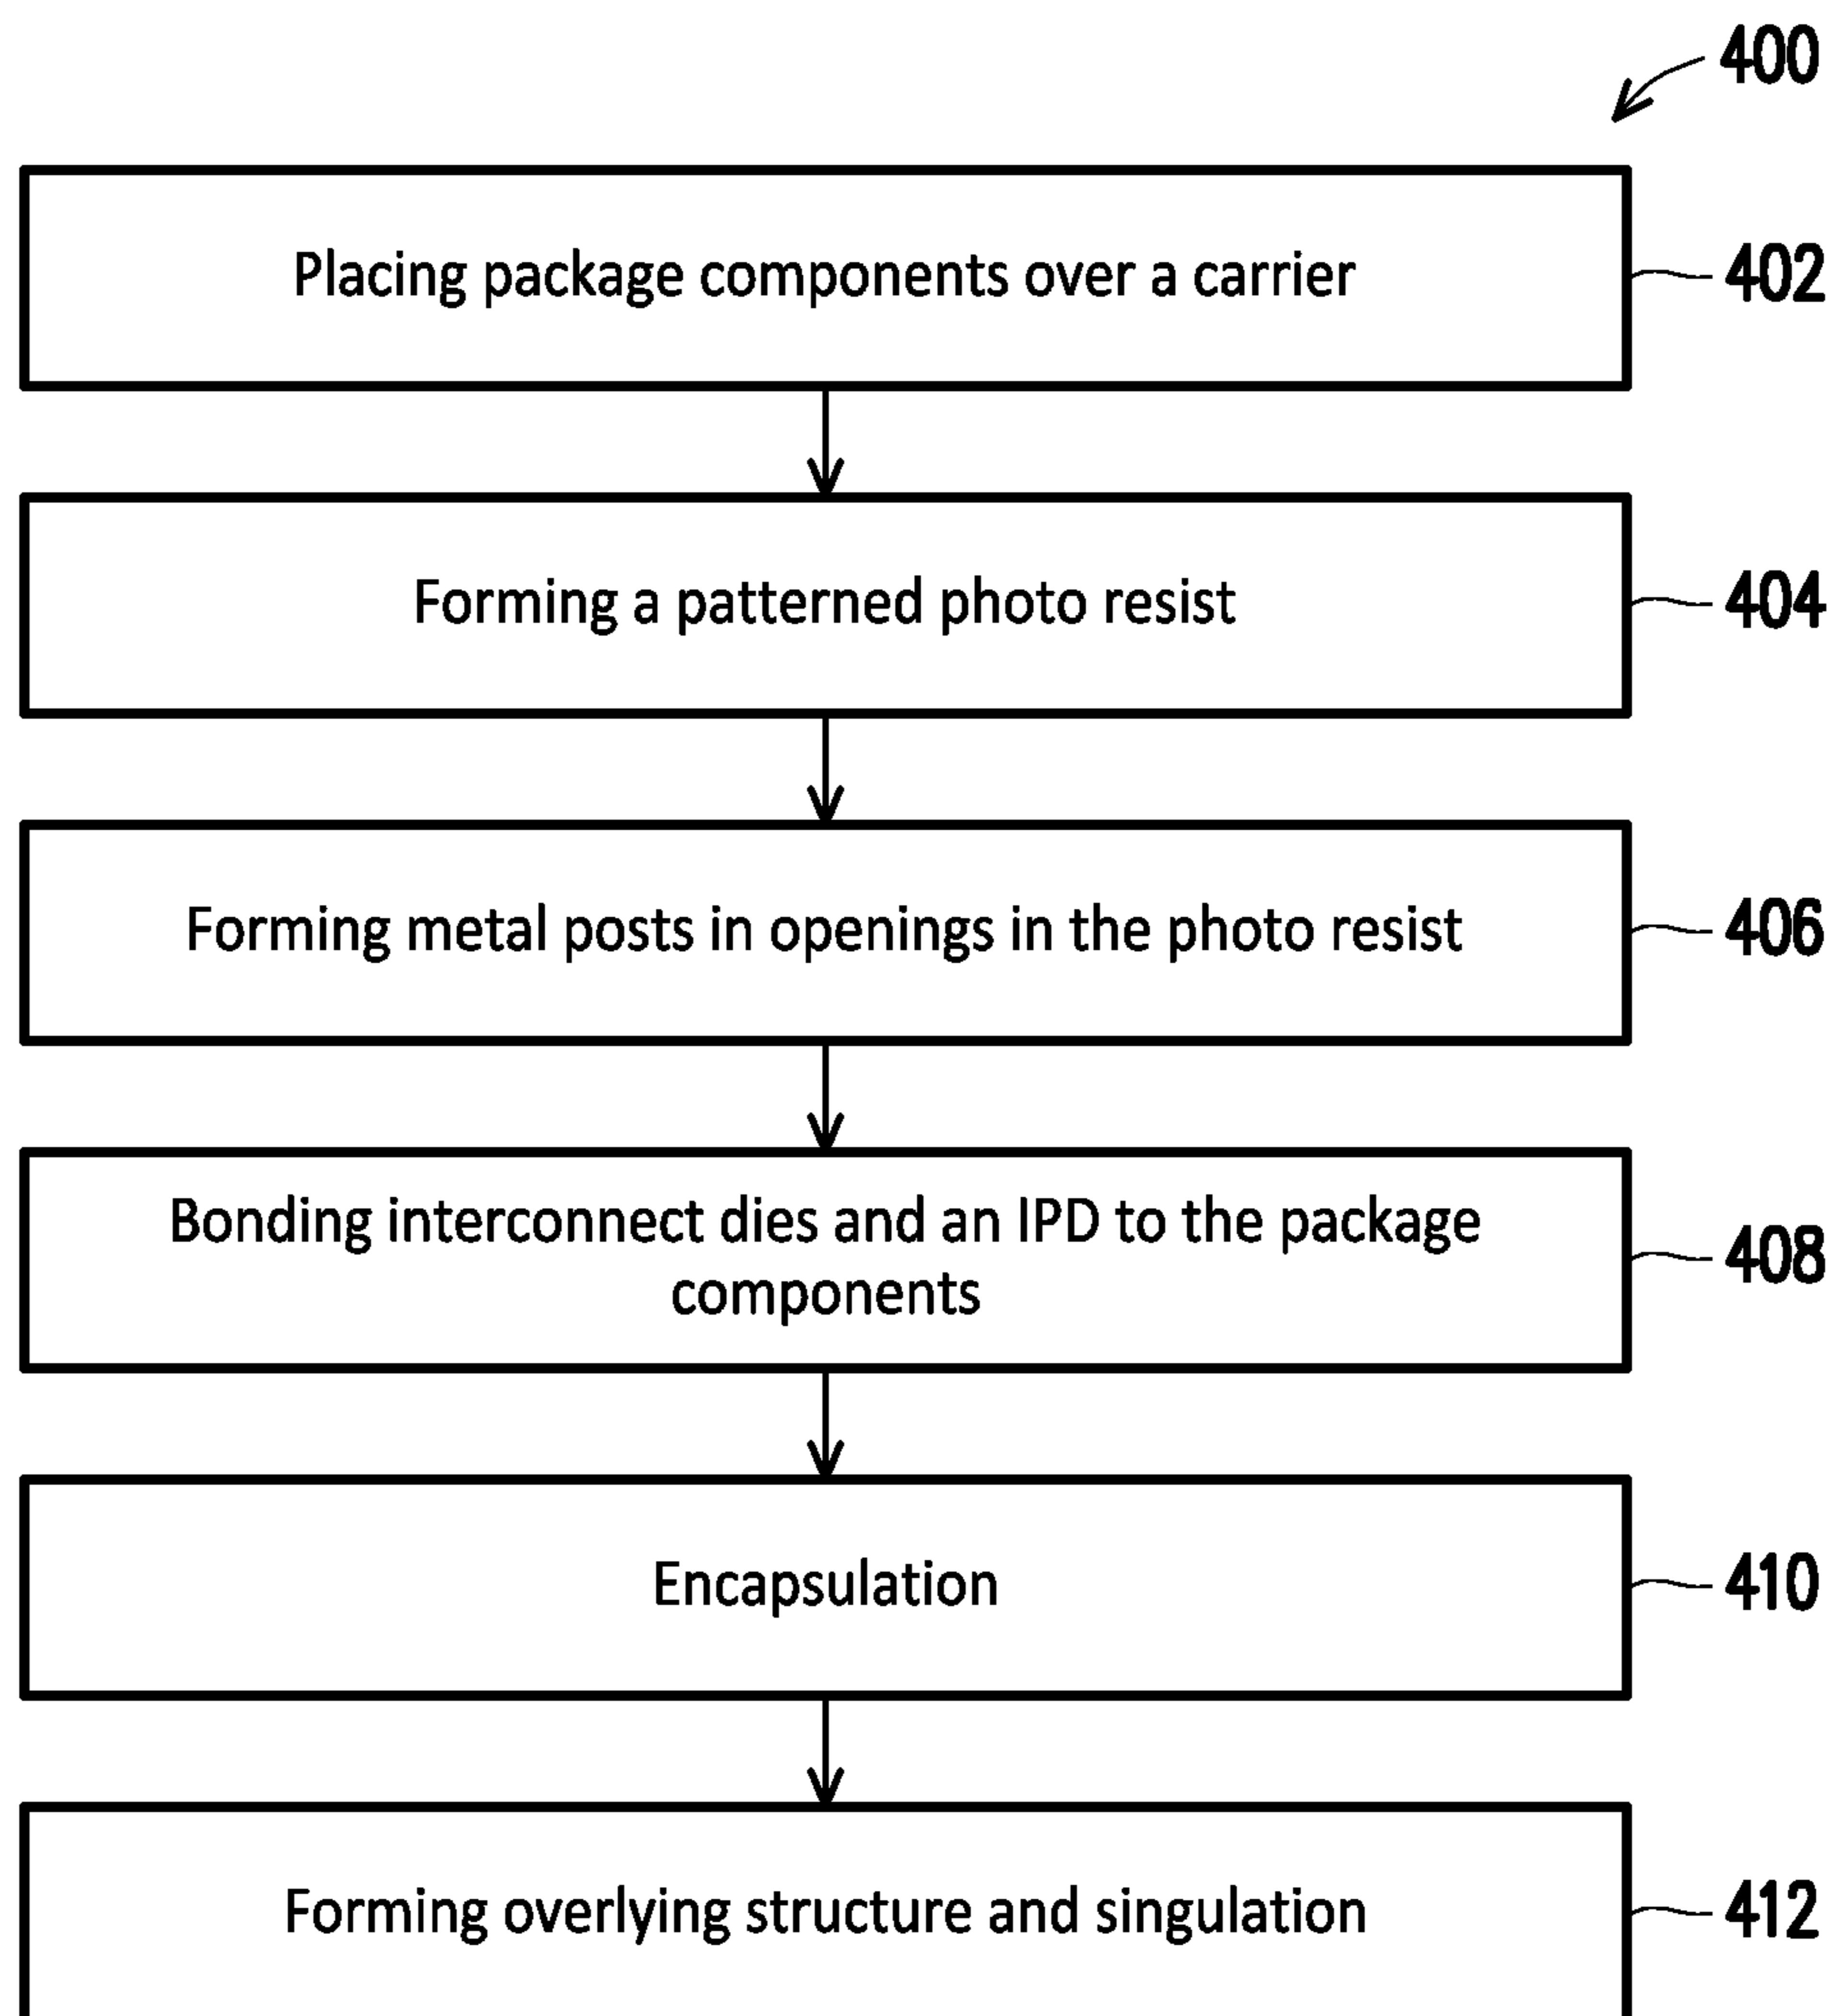 400
Placing package components over a carrier
402
Forming a patterned photo resist
404
Forming metal posts in openings in the photo resist
406
Bonding interconnect dies and an IPD to the package
components
408
Encapsulation
410
Forming overlying structure and singulation
412